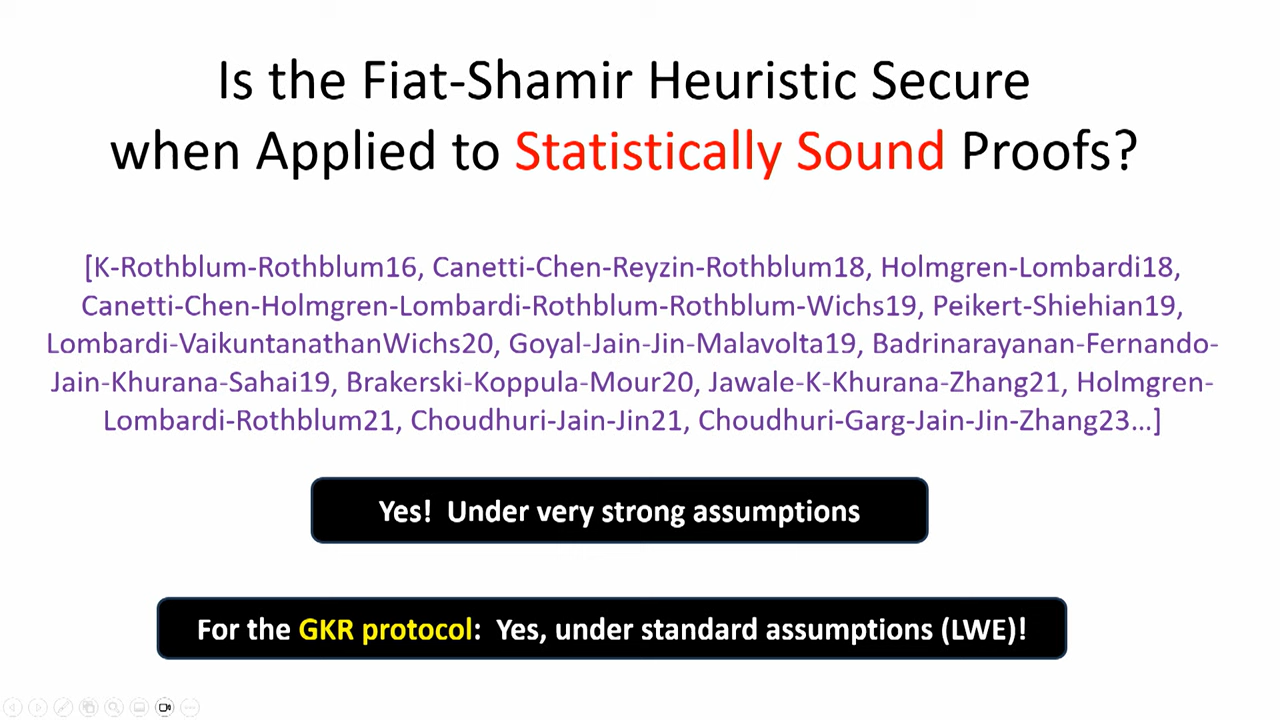 Is the Fiat-Shamir Heuristic Secure
when Applied to Statistically Sound Proofs?
[K-Rothblum-Rothblum16, Canetti-Chen-Reyzin-Rothblum18, Holmgren-Lombardi18,
Canetti-Chen-Holmgren-Lombardi-Rothblum-Rothblum-Wichs19, Peikert-Shiehian19,
Lombardi-VaikuntanathanWichs20, Goyal-Jain-Jin-Malavolta19, Badrinarayanan-Fernando-
Jain-Khurana-Sahai19, Brakerski-Koppula-Mour20, Jawale-K-Khurana-Zhang21, Holmgren-
Lombardi-Rothblum21, Choudhuri-Jain-Jin21, Choudhuri-Garg-Jain-Jin-Zhang23...]
Yes!  Under very strong assumptions
For the GKR protocol:  Yes, under standard assumptions (LWE)!